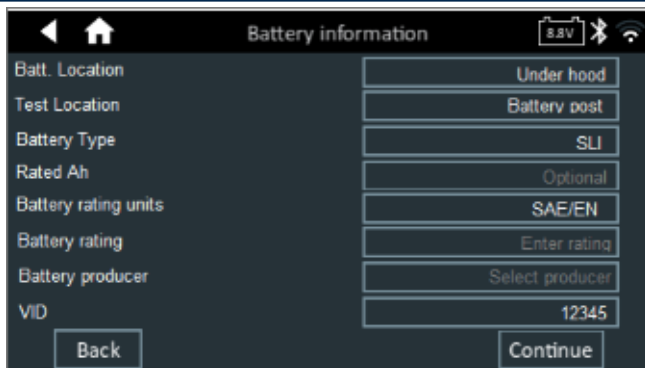 Battery information 8.8V
Batt. Location Under hood
Test Location Battery post
Battery Type SLI
Rated Ah Optional
Battery rating units SAE/EN
Battery rating Enter rating
Battery producer Select producer
VID 12345
Back Continue